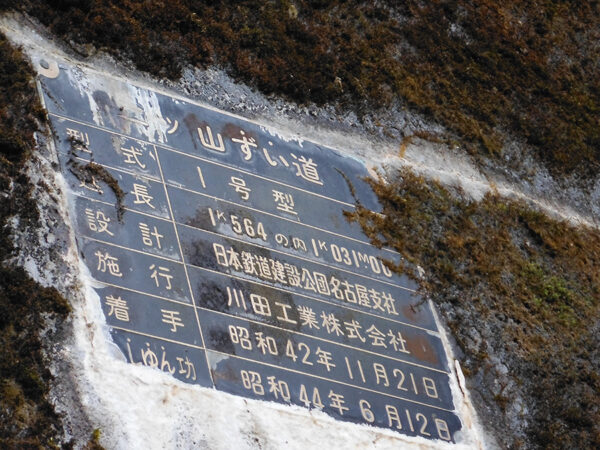 ツ山ずい道
型式 1号型
延長 1K564の内1K031M00
設計 日本鉄道建設公団名古屋支社
施行 川田工業株式会社
着手 昭和42年11月21日
しゅん功 昭和44年6月12日